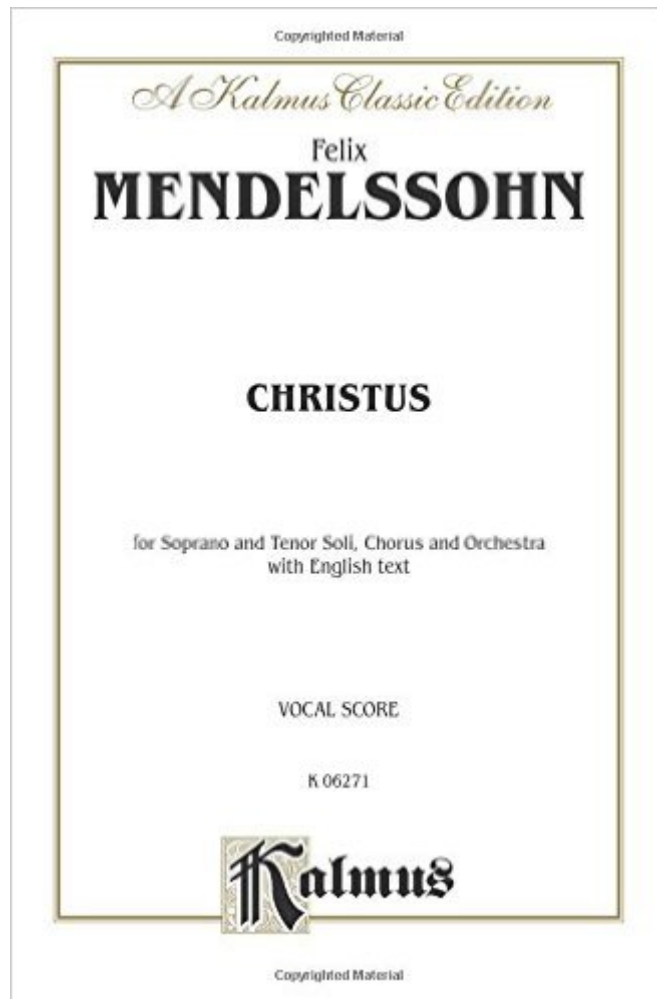 Copyrighted Material
A Kalmus Classic Edition
Felix
MENDELSSOHN
CHRISTUS
for Soprano and Tenor Soli, Chorus and Orchestra
with English text
VOCAL SCORE
K 06271
Kalmus
Copyrighted Material